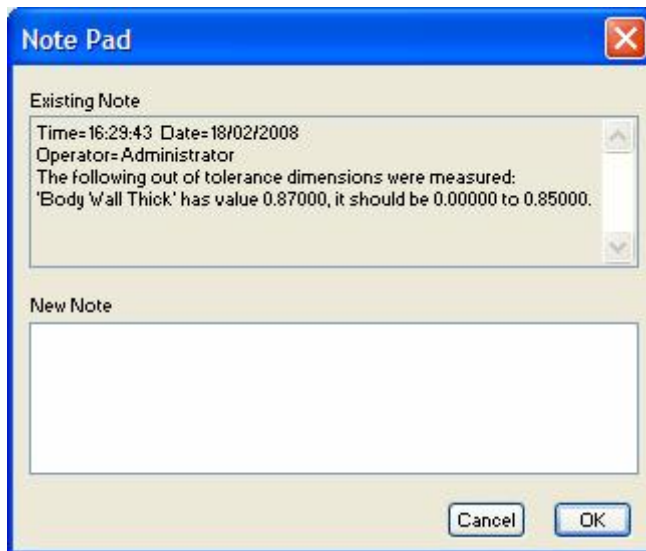 Note Pad
Existing Note
Time=16:29:43 Date=18/02/2008
Operator=Administrator
The following out of tolerance dimensions were measured:
'Body Wall Thick' has value 0.87000, it should be 0.00000 to 0.85000.
New Note
Cancel OK